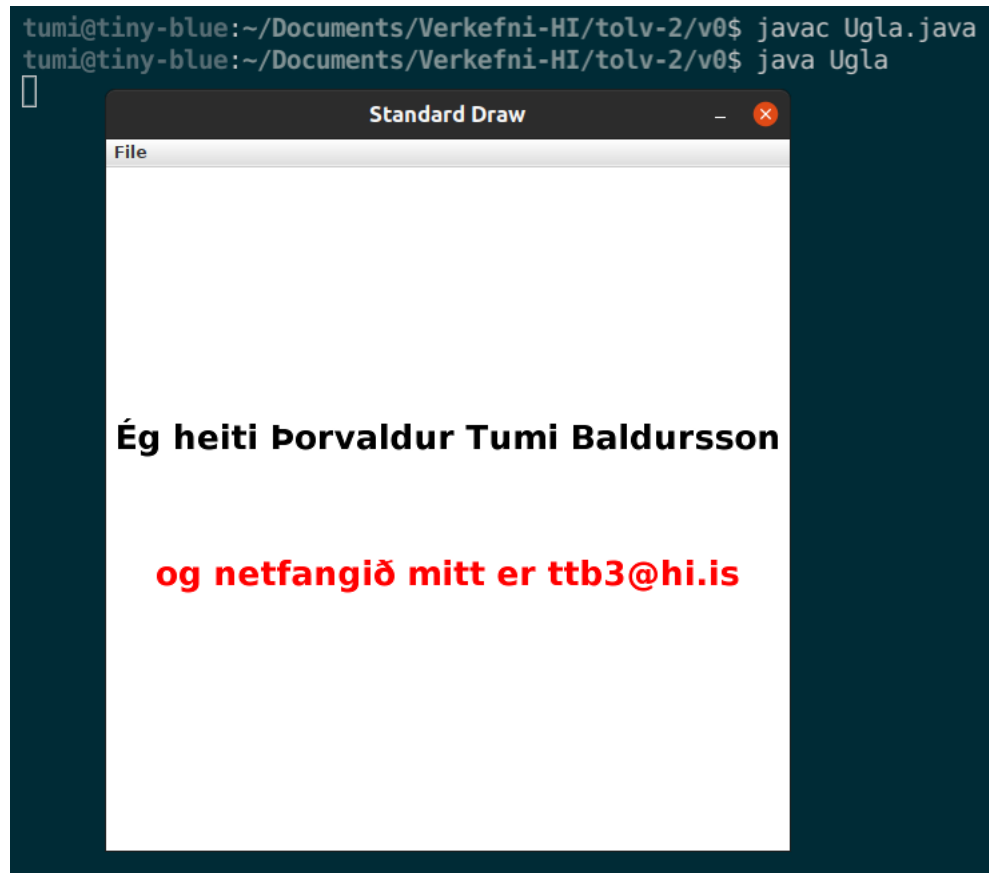 tumi@tiny-blue:~/Documents/Verkefni-HI/tolv-2/v0$ javac Ugla.java
tumi@tiny-blue:~/Documents/Verkefni-HI/tolv-2/v0$ java Ugla
Standard Draw
File
Ég heiti Þorvaldur Tumi Baldursson
og netfangið mitt er ttb3@hi.is